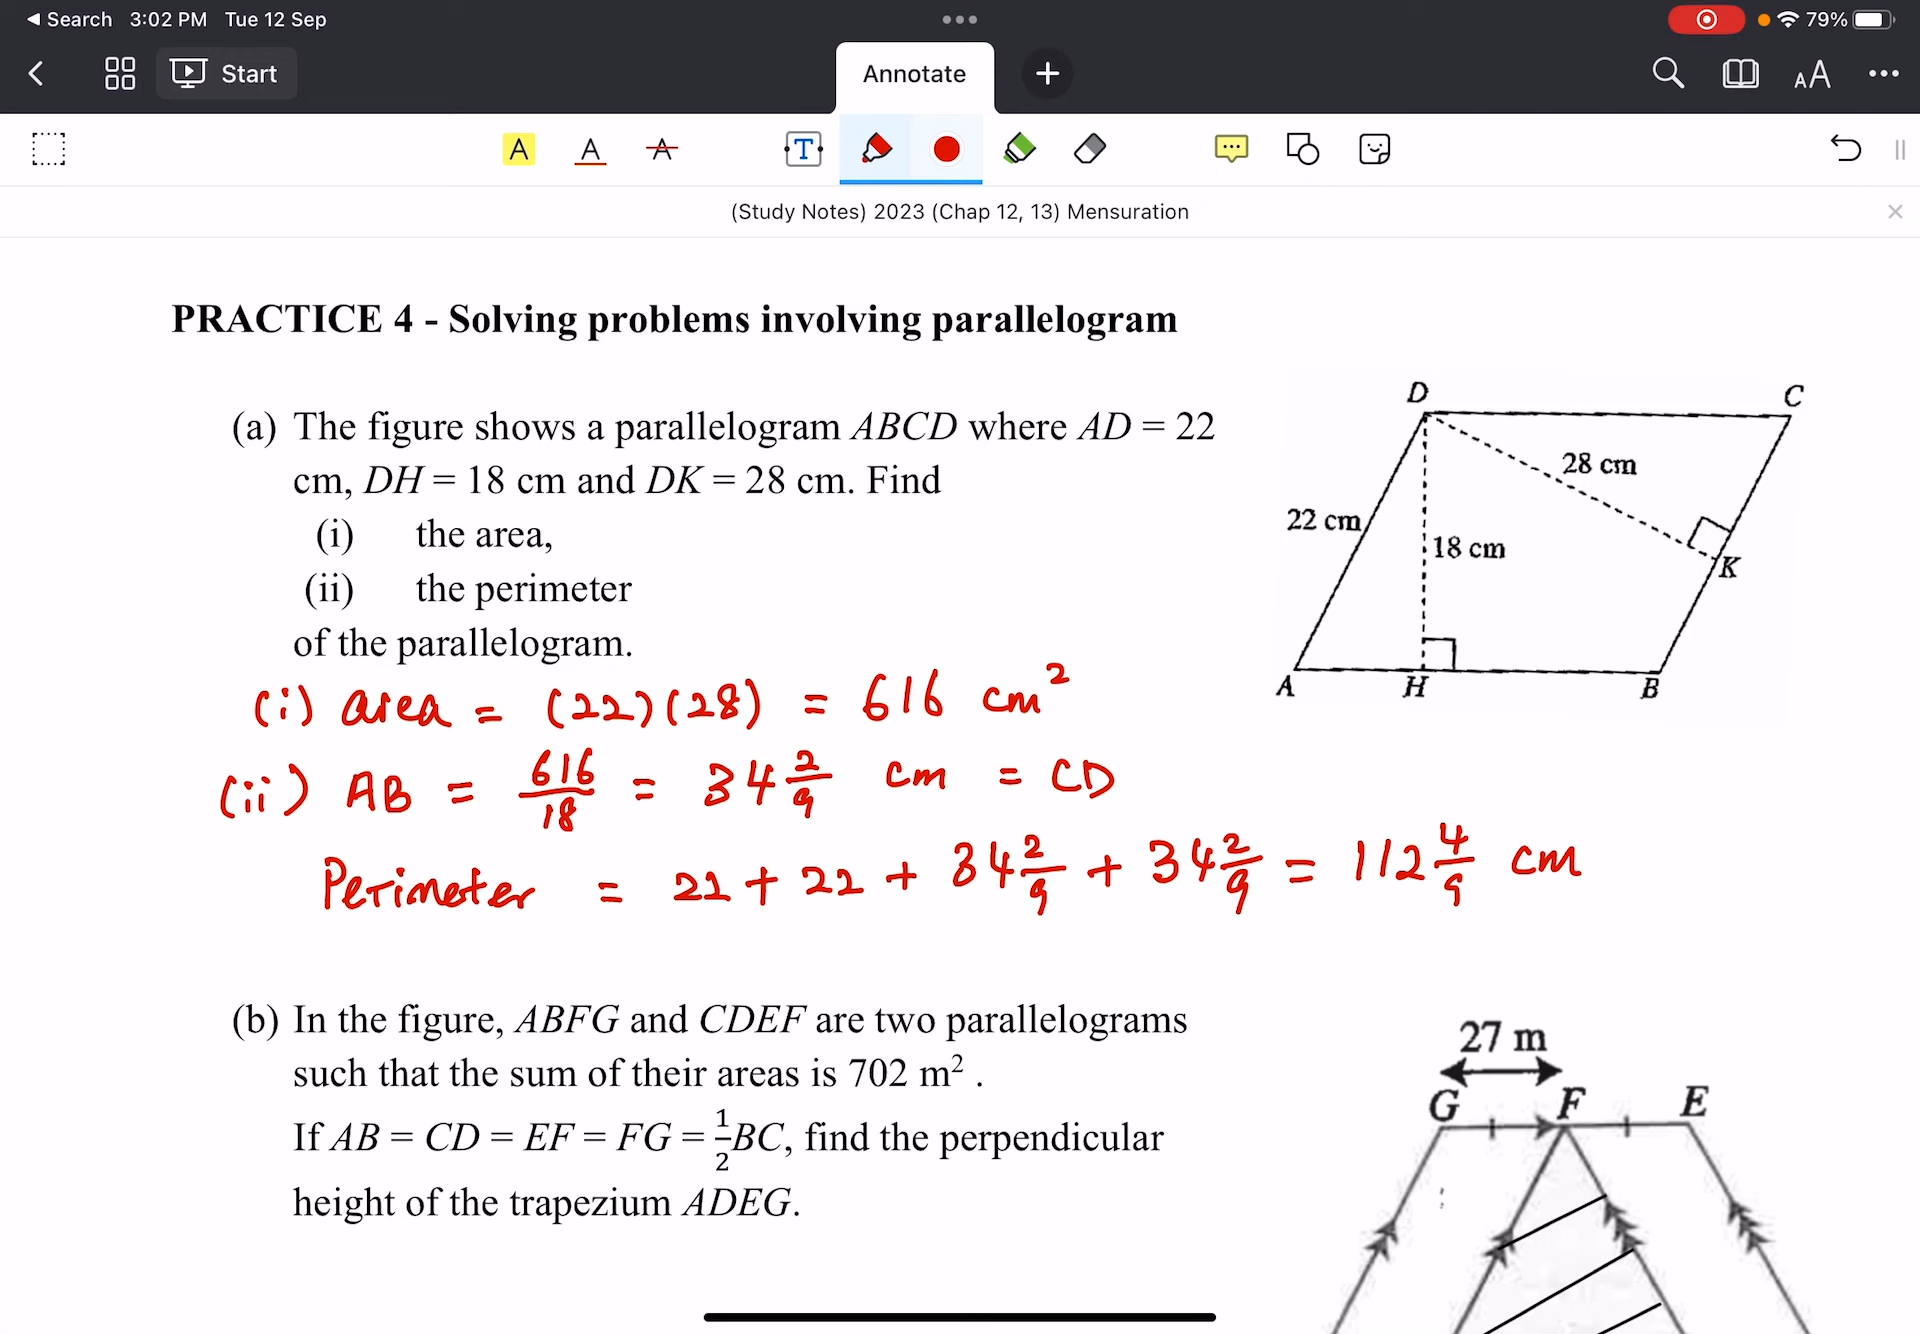 Search 3:02 PM Tue 12 Sep 79%
Start Annotate + AA
A A A T
(Study Notes) 2023 (Chap 12, 13) Mensuration
PRACTICE 4 - Solving problems involving parallelogram
(a) The figure shows a parallelogram ABCD where AD = 22
cm, DH = 18 cm and DK = 28 cm. Find
(i) the area,
(ii) the perimeter
of the parallelogram.
D C
28 cm
22 cm
18 cm
K
A H B
(i) area = (22)(28) = 616 cm²
(ii) AB = 616/18 = 34 2/9 cm = CD
Perimeter = 22 + 22 + 34 2/9 + 34 2/9 = 112 4/9 cm
(b) In the figure, ABFG and CDEF are two parallelograms
such that the sum of their areas is 702 m² .
If AB = CD = EF = FG = 1/2 BC, find the perpendicular
height of the trapezium ADEG.
27 m
G F E